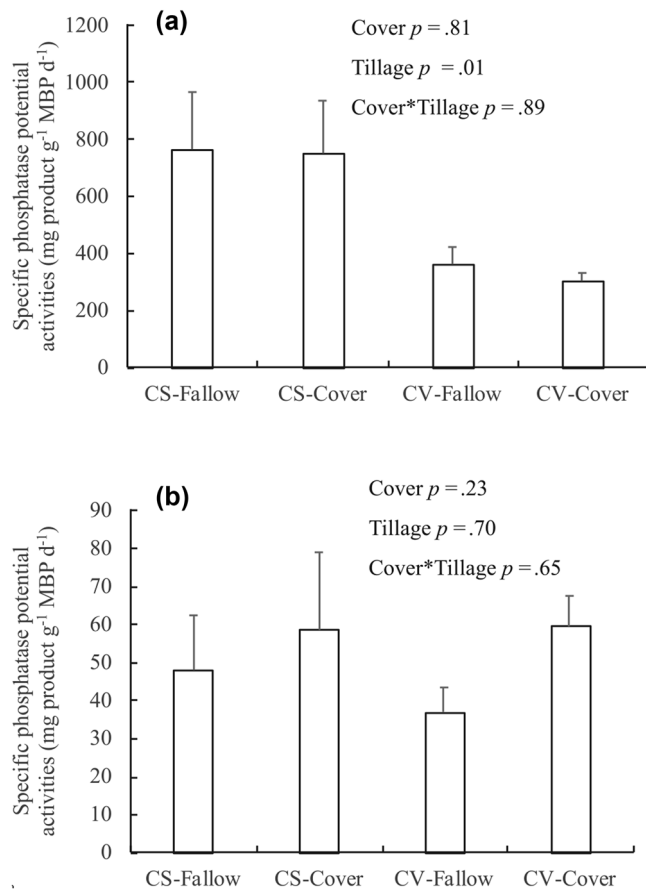 (a)
Cover p = .81
Tillage p = .01
Cover*Tillage p = .89
Specific phosphatase potential
activities (mg product g-1 MBP d-1)
1200
1000
800
600
400
200
0
CS-Fallow CS-Cover CV-Fallow CV-Cover
(b)
Cover p = .23
Tillage p = .70
Cover*Tillage p = .65
Specific phosphatase potential
activities (mg product g-1 MBP d-1)
90
80
70
60
50
40
30
20
10
0
CS-Fallow CS-Cover CV-Fallow CV-Cover